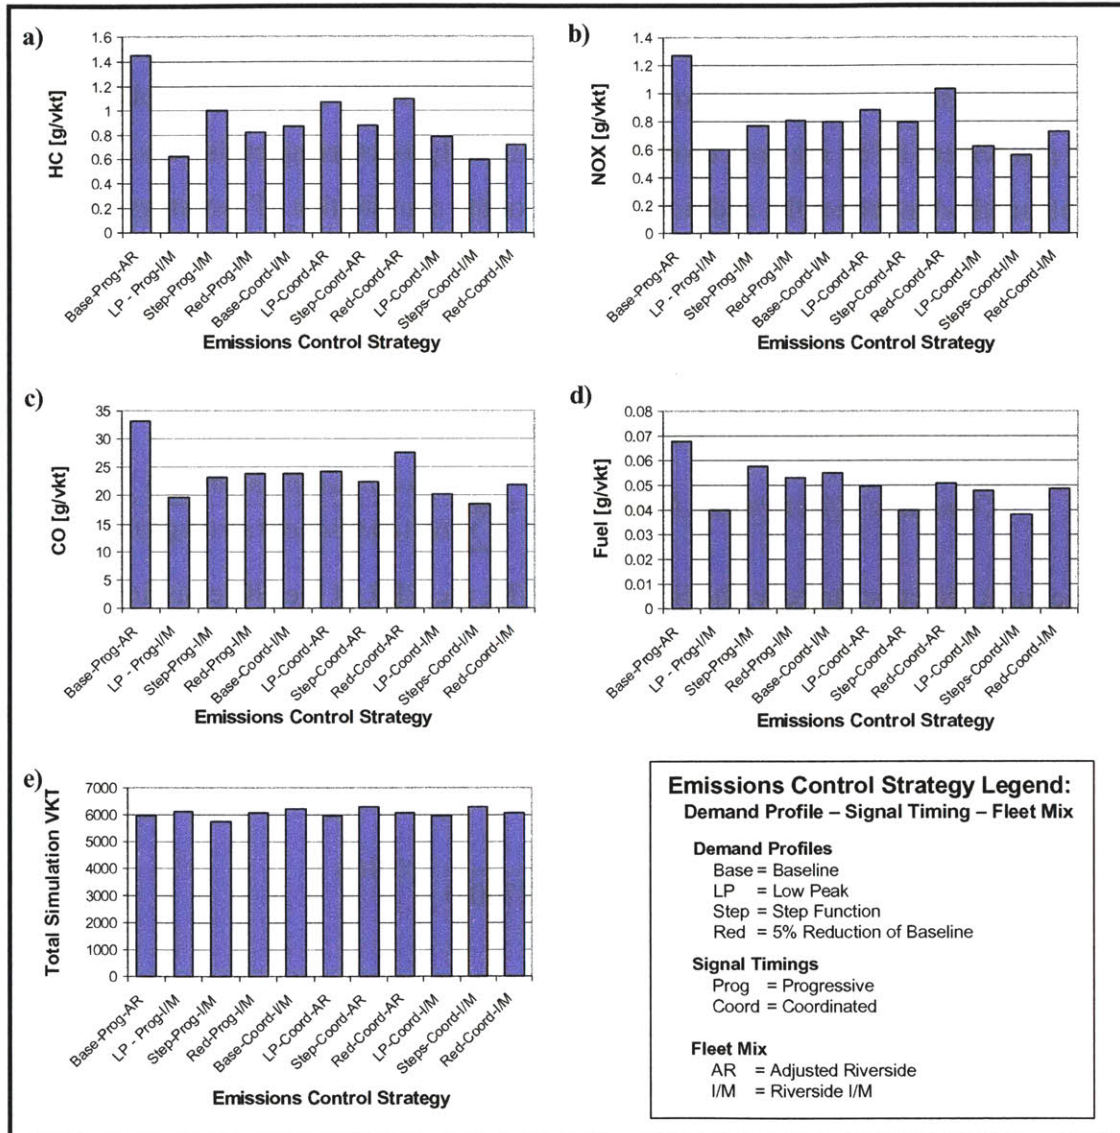 a)
HC [g/vkt]
1.6
1.4
1.2
1
0.8
0.6
0.4
0.2
0
Base-Prog-AR
LP - Prog-I/M
Step-Prog-I/M
Red-Prog-I/M
Base-Coord-I/M
LP-Coord-AR
Step-Coord-AR
Red-Coord-AR
LP-Coord-I/M
Steps-Coord-I/M
Red-Coord-I/M
Emissions Control Strategy
b)
NOX [g/vkt]
1.4
1.2
1
0.8
0.6
0.4
0.2
0
Base-Prog-AR
LP - Prog-I/M
Step-Prog-I/M
Red-Prog-I/M
Base-Coord-I/M
LP-Coord-AR
Step-Coord-AR
Red-Coord-AR
LP-Coord-I/M
Steps-Coord-I/M
Red-Coord-I/M
Emissions Control Strategy
c)
CO [g/vkt]
35
30
25
20
15
10
5
0
Base-Prog-AR
LP - Prog-I/M
Step-Prog-I/M
Red-Prog-I/M
Base-Coord-I/M
LP-Coord-AR
Step-Coord-AR
Red-Coord-AR
LP-Coord-I/M
Steps-Coord-I/M
Red-Coord-I/M
Emissions Control Strategy
d)
Fuel [g/vkt]
0.08
0.07
0.06
0.05
0.04
0.03
0.02
0.01
0
Base-Prog-AR
LP - Prog-I/M
Step-Prog-I/M
Red-Prog-I/M
Base-Coord-I/M
LP-Coord-AR
Step-Coord-AR
Red-Coord-AR
LP-Coord-I/M
Steps-Coord-I/M
Red-Coord-I/M
Emissions Control Strategy
e)
Total Simulation VKT
7000
6000
5000
4000
3000
2000
1000
0
Base-Prog-AR
LP - Prog-I/M
Step-Prog-I/M
Red-Prog-I/M
Base-Coord-I/M
LP-Coord-AR
Step-Coord-AR
Red-Coord-AR
LP-Coord-I/M
Steps-Coord-I/M
Red-Coord-I/M
Emissions Control Strategy
Emissions Control Strategy Legend:
Demand Profile – Signal Timing – Fleet Mix
Demand Profiles
Base = Baseline
LP = Low Peak
Step = Step Function
Red = 5% Reduction of Baseline
Signal Timings
Prog = Progressive
Coord = Coordinated
Fleet Mix
AR = Adjusted Riverside
I/M = Riverside I/M